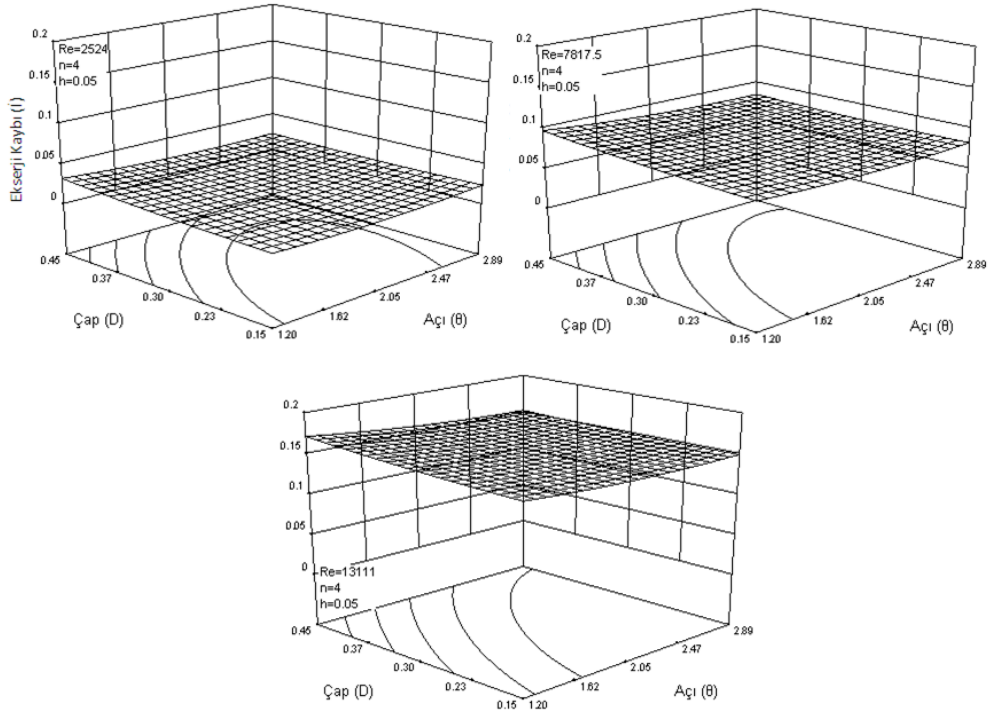 0.2
0.15
0.1
0.05
0
Ekserji Kaybı (İ)
Re=2524
n=4
h=0.05
0.45
0.37
0.30
0.23
0.15
1.20
1.62
2.05
2.47
2.89
Çap (D)
Açı (θ)
0.2
0.15
0.1
0.05
0
Re=7817.5
n=4
h=0.05
0.45
0.37
0.30
0.23
0.15
1.20
1.62
2.05
2.47
2.89
Çap (D)
Açı (θ)
0.2
0.15
0.1
0.05
0
Re=13111
n=4
h=0.05
0.45
0.37
0.30
0.23
0.15
1.20
1.62
2.05
2.47
2.89
Çap (D)
Açı (θ)